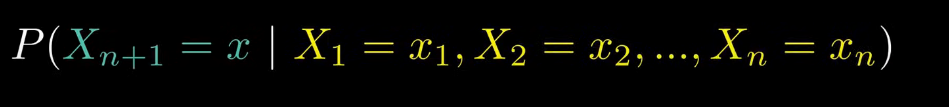 P(X_{n+1} = x | X_1 = x_1, X_2 = x_2, ..., X_n = x_n)